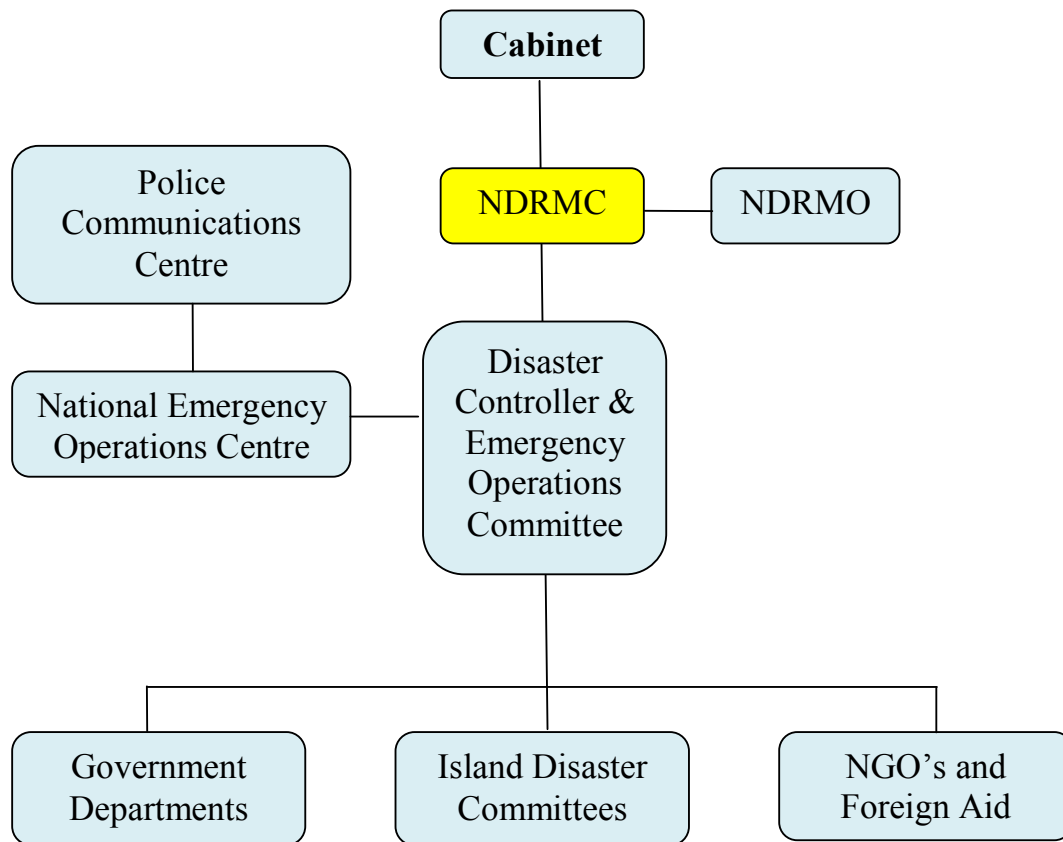 Cabinet
Police
Communications
Centre
NDRMC
NDRMO
National Emergency
Operations Centre
Disaster
Controller &
Emergency
Operations
Committee
Government
Departments
Island Disaster
Committees
NGO’s and
Foreign Aid